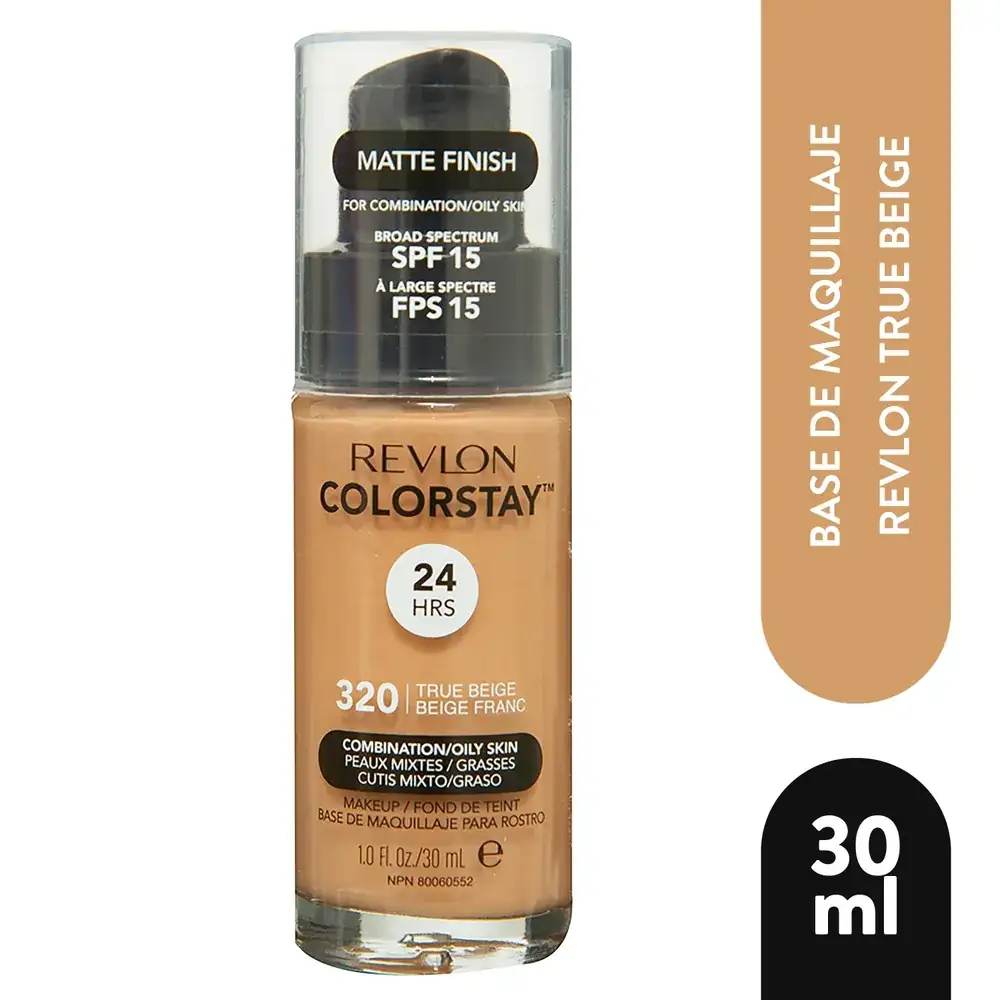 MATTE FINISH
FOR COMBINATION/OILY SKIN
BROAD SPECTRUM
SPF 15
À LARGE SPECTRE
FPS 15
REVLON
COLORSTAY™
24
HRS
320 | TRUE BEIGE
BEIGE FRANC
COMBINATION/OILY SKIN
PEAUX MIXTES / GRASSES
CUTIS MIXTO/GRASO
MAKEUP / FOND DE TEINT
BASE DE MAQUILLAJE PARA ROSTRO
1.0 Fl. Oz./30 mL ℮
NPN 80060552
BASE DE MAQUILLAJE
REVLON TRUE BEIGE
30
ml